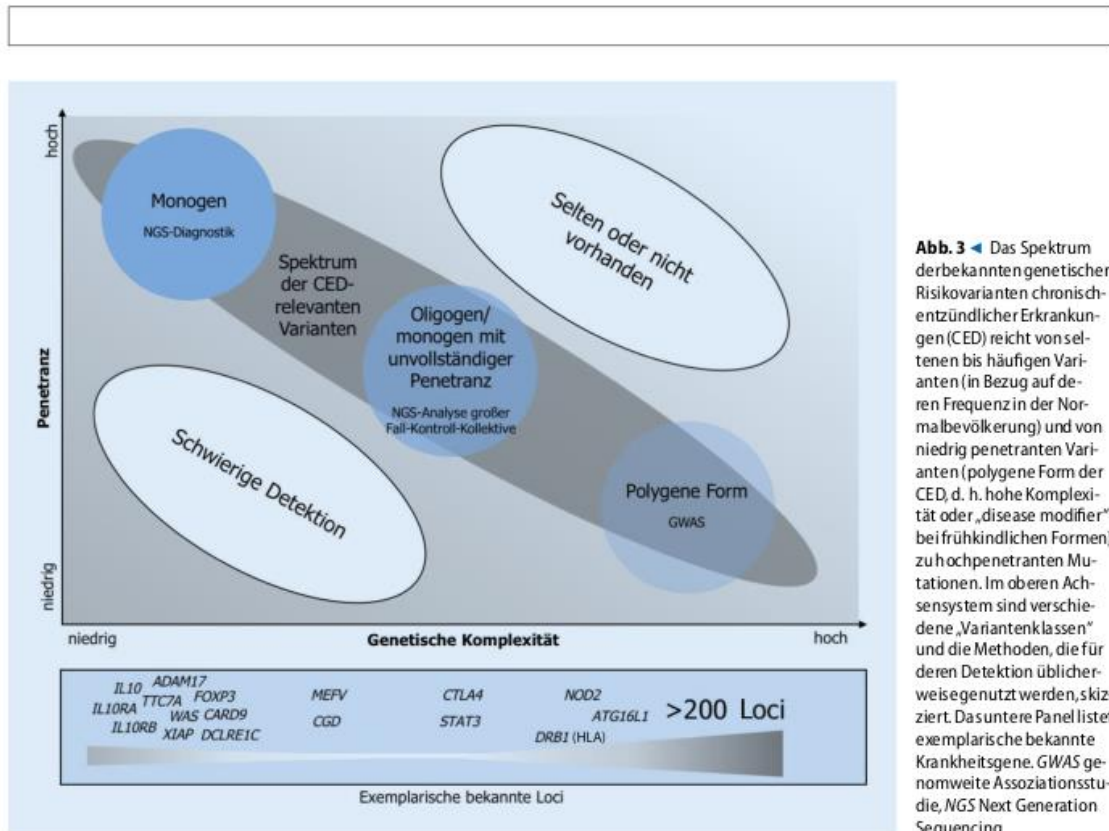 hoch
Monogen
NGS-Diagnostik
Spektrum
der CED-
relevanten
Varianten
Oligogen/
monogen mit
unvollständiger
Penetranz
NGS-Analyse großer
Fall-Kontroll-Kollektive
Selten oder nicht
vorhanden
Schwierige Detektion
Polygene Form
GWAS
Penetranz
niedrig
niedrig
Genetische Komplexität
hoch
IL10 ADAM17
TTC7A FOXP3
IL10RA
WAS CARD9
IL10RB
XIAP DCLRE1C
MEFV
CGD
CTLA4
STAT3
NOD2
ATG16L1
DRB1 (HLA)
>200 Loci
Exemplarische bekannte Loci
Abb. 3 ◄ Das Spektrum
der bekannten genetischen
Risikovarianten chronisch-
entzündlicher Erkrankun-
gen (CED) reicht von sel-
tenen bis häufigen Vari-
anten (in Bezug auf de-
ren Frequenz in der Nor-
malbevölkerung) und von
niedrig penetranten Vari-
anten (polygene Form der
CED, d. h. hohe Komplexi-
tät oder „disease modifier“
bei frühkindlichen Formen)
zu hochpenetranten Mu-
tationen. Im oberen Ach-
sensystem sind verschie-
dene „Variantenklassen“
und die Methoden, die für
deren Detektion üblicher-
weise genutzt werden, skiz-
ziert. Das untere Panel listet
exemplarische bekannte
Krankheitsgene. GWAS ge-
nomweite Assoziationsstu-
die, NGS Next Generation
Sequencing